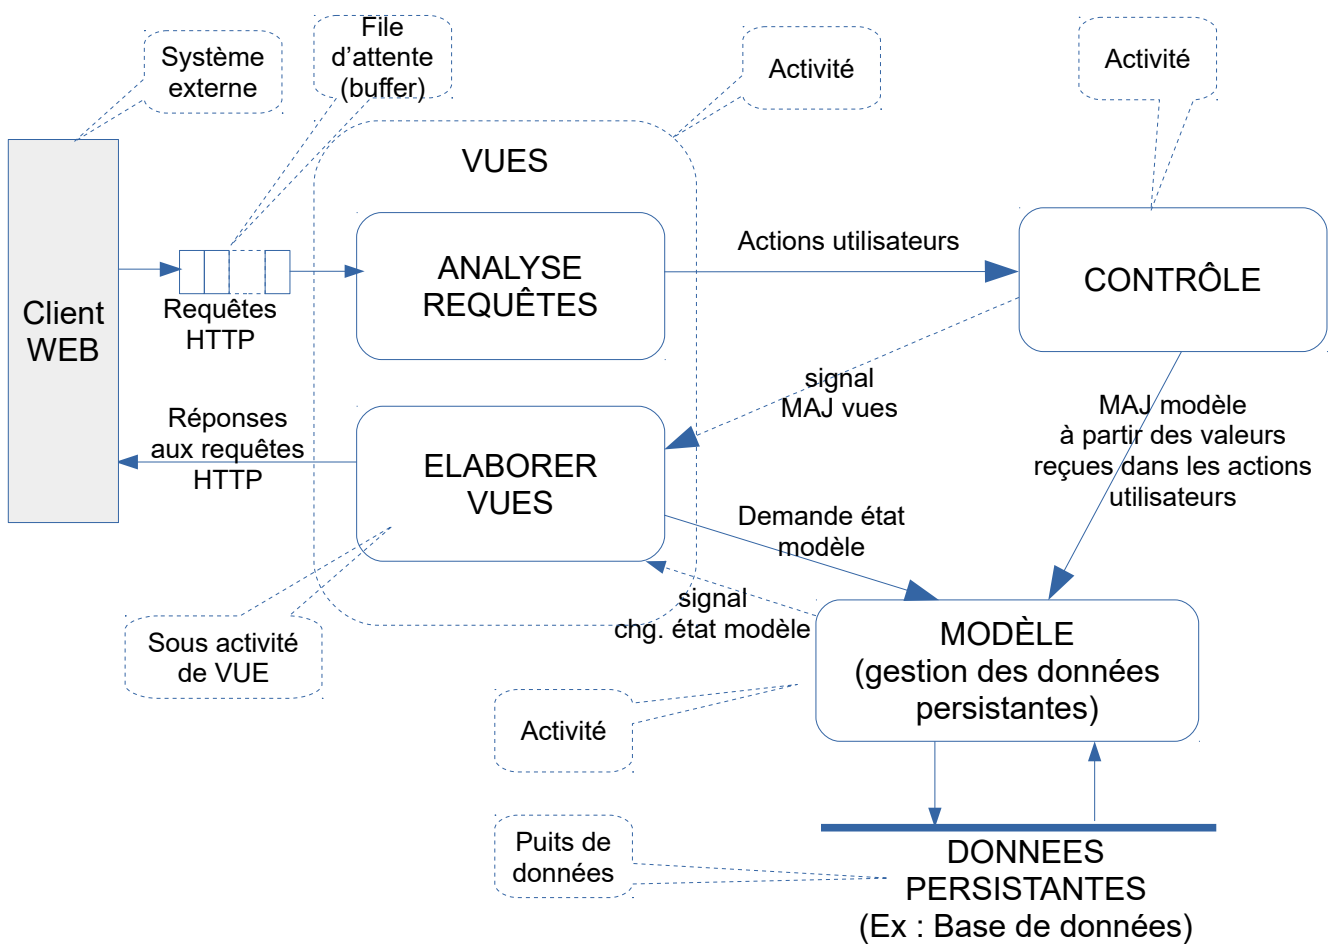 Système
externe
File
d’attente
(buffer)
Activité
Activité
VUES
Client
WEB
Requêtes
HTTP
ANALYSE
REQUÊTES
Actions utilisateurs
CONTRÔLE
signal
MAJ vues
Réponses
aux requêtes
HTTP
ELABORER
VUES
MAJ modèle
à partir des valeurs
reçues dans les actions
utilisateurs
Demande état
modèle
signal
chg. état modèle
Sous activité
de VUE
MODÈLE
(gestion des données
persistantes)
Activité
Puits de
données
DONNEES
PERSISTANTES
(Ex : Base de données)